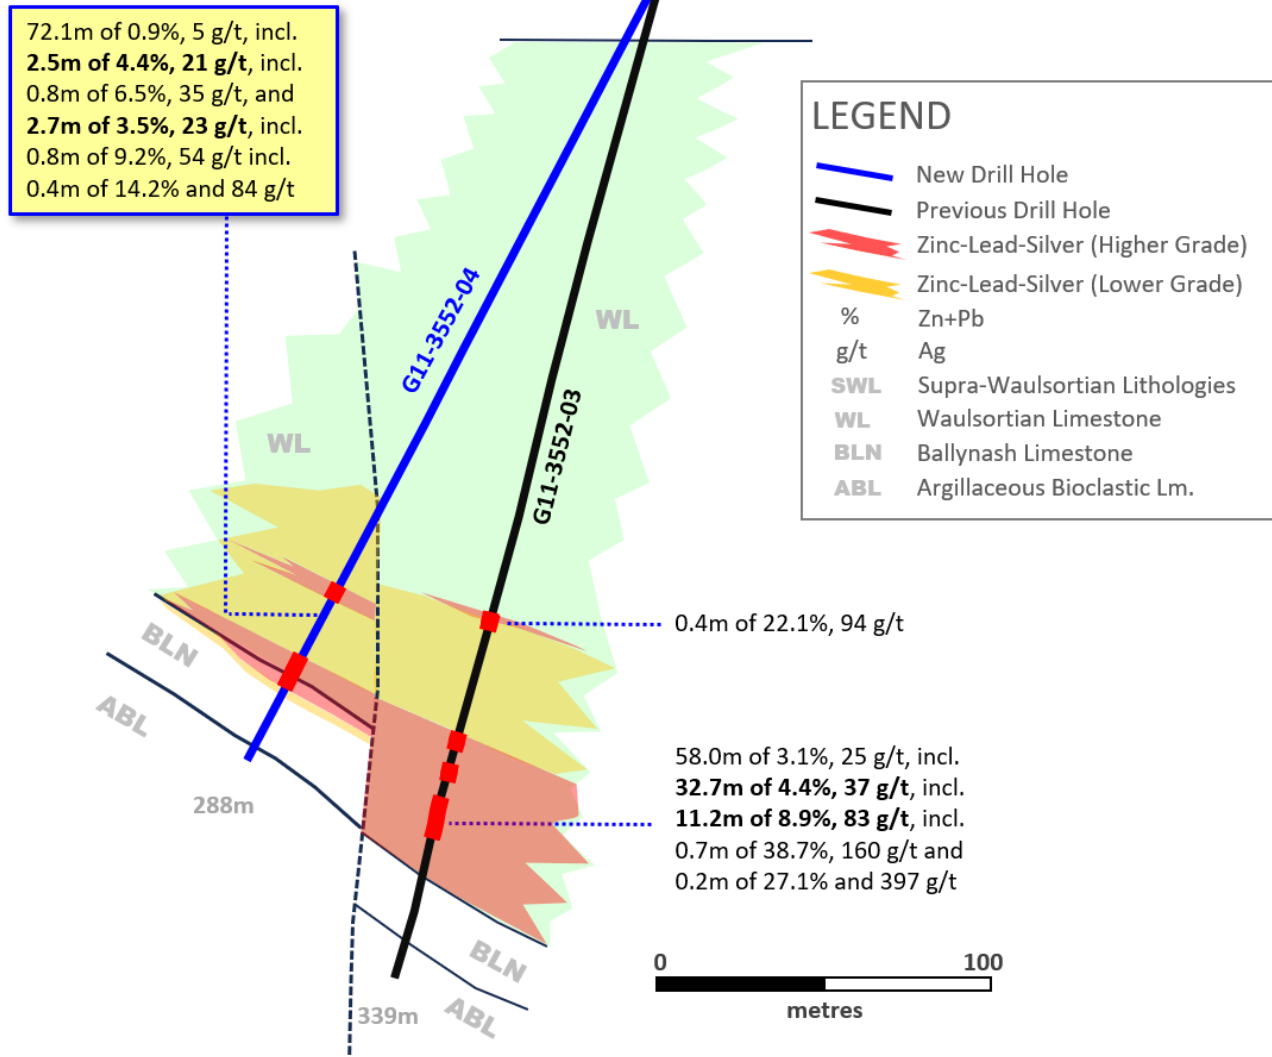 72.1m of 0.9%, 5 g/t, incl.
2.5m of 4.4%, 21 g/t, incl.
0.8m of 6.5%, 35 g/t, and
2.7m of 3.5%, 23 g/t, incl.
0.8m of 9.2%, 54 g/t incl.
0.4m of 14.2% and 84 g/t
LEGEND
New Drill Hole
Previous Drill Hole
Zinc-Lead-Silver (Higher Grade)
Zinc-Lead-Silver (Lower Grade)
% Zn+Pb
g/t Ag
SWL Supra-Waulsortian Lithologies
WL Waulsortian Limestone
BLN Ballynash Limestone
ABL Argillaceous Bioclastic Lm.
G11-3552-04
WL
G11-3552-03
WL
BLN
ABL
0.4m of 22.1%, 94 g/t
288m
58.0m of 3.1%, 25 g/t, incl.
32.7m of 4.4%, 37 g/t, incl.
11.2m of 8.9%, 83 g/t, incl.
0.7m of 38.7%, 160 g/t and
0.2m of 27.1% and 397 g/t
BLN
ABL
339m
0 100
metres